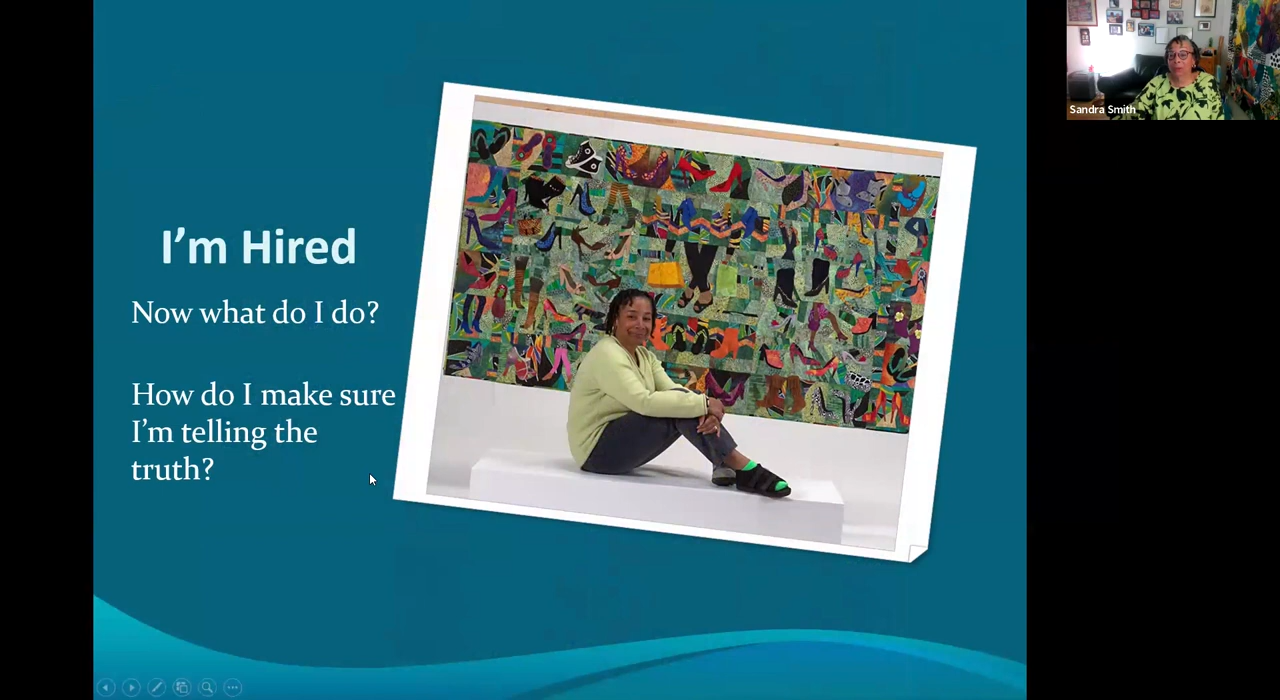 I’m Hired
Now what do I do?
How do I make sure
I’m telling the
truth?
Sandra Smith